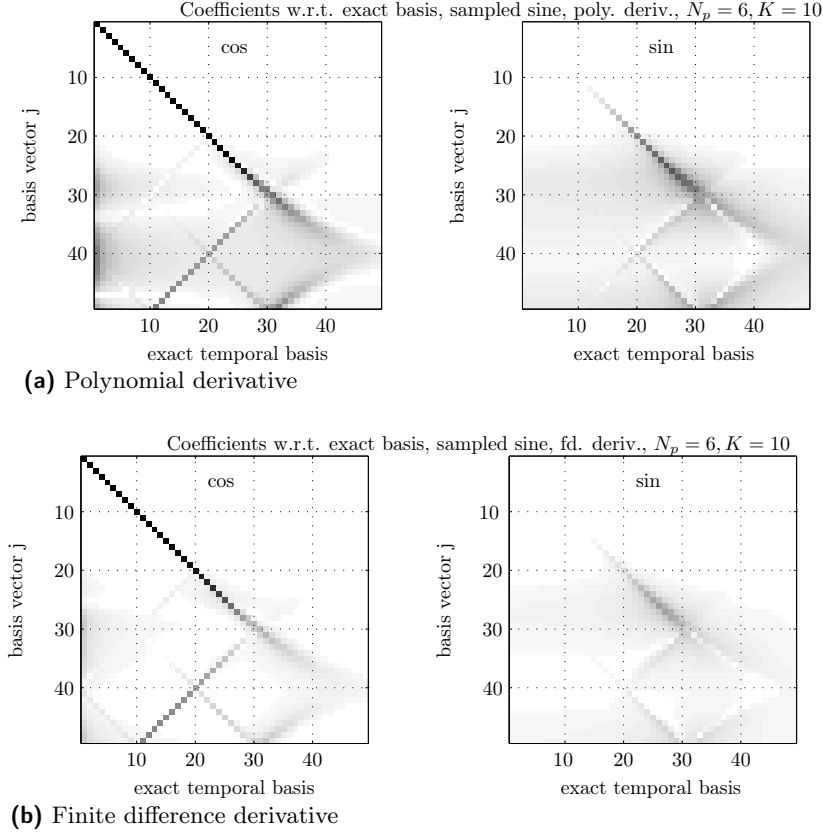 Coefficients w.r.t. exact basis, sampled sine, poly. deriv., N_p = 6, K = 10
cos
sin
basis vector j
10
20
30
40
10 20 30 40
exact temporal basis
basis vector j
10
20
30
40
10 20 30 40
exact temporal basis
(a) Polynomial derivative
Coefficients w.r.t. exact basis, sampled sine, fd. deriv., N_p = 6, K = 10
cos
sin
basis vector j
10
20
30
40
10 20 30 40
exact temporal basis
basis vector j
10
20
30
40
10 20 30 40
exact temporal basis
(b) Finite difference derivative